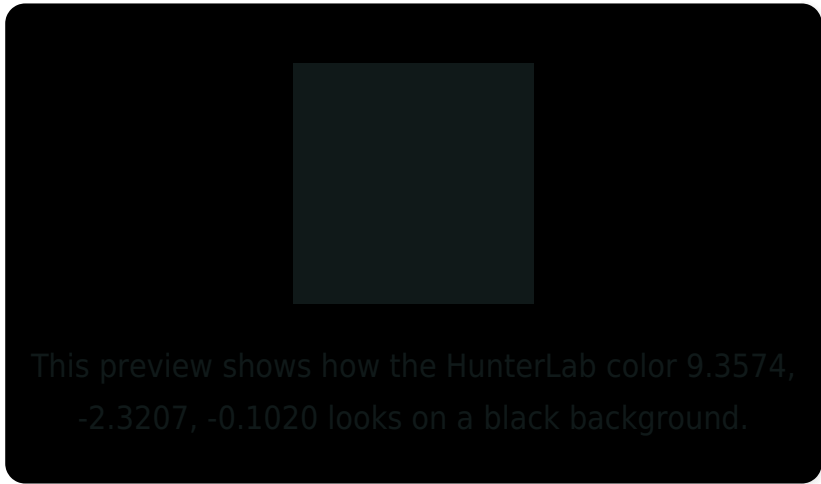 This preview shows how the HunterLab color 9.3574,
-2.3207, -0.1020 looks on a black background.